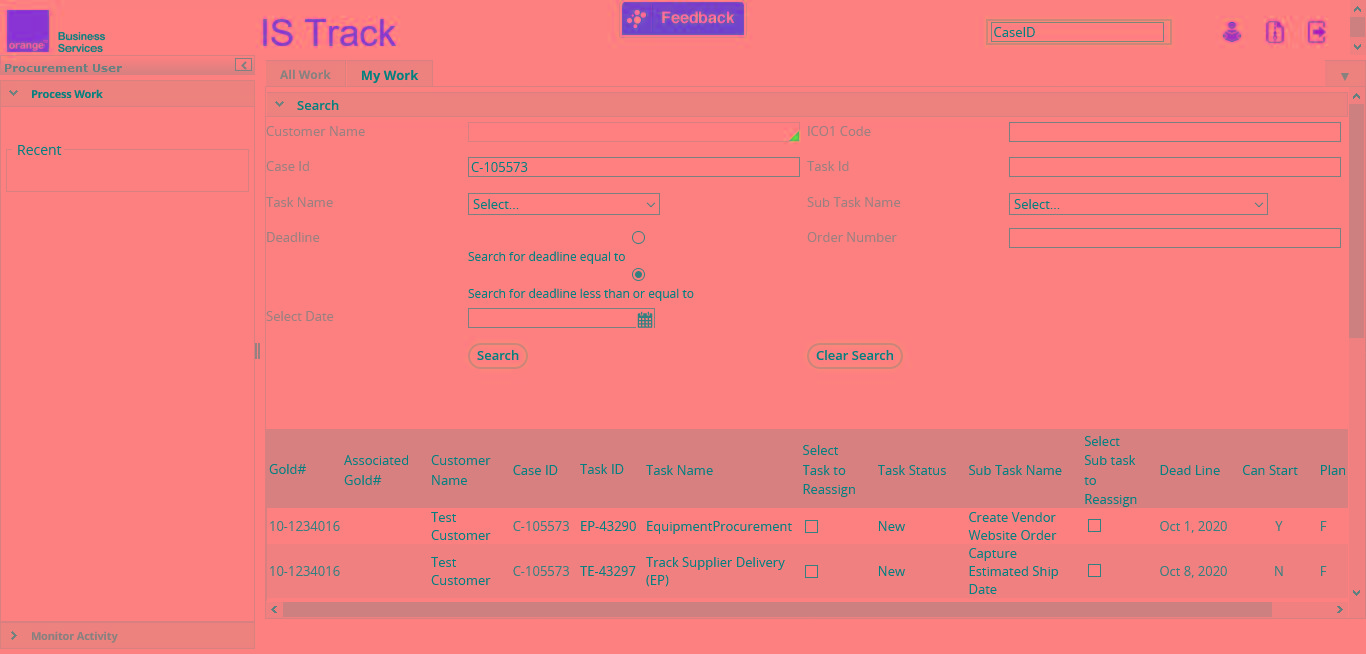 orange
Business
Services
IS Track
Feedback
CaseID
Procurement User
All Work
My Work
Process Work
Search
Customer Name
ICO1 Code
Recent
Case Id
C-105573
Task Id
Task Name
Select...
Sub Task Name
Select...
Deadline
Order Number
Search for deadline equal to
Search for deadline less than or equal to
Select Date
Search
Clear Search
Gold#
Associated
Gold#
Customer
Name
Case ID
Task ID
Task Name
Select
Task to
Reassign
Task Status
Sub Task Name
Select
Sub task
to
Reassign
Dead Line
Can Start
Plan
10-1234016
Test
Customer
C-105573
EP-43290
EquipmentProcurement
New
Create Vendor
Website Order
Oct 1, 2020
Y
F
10-1234016
Test
Customer
C-105573
TE-43297
Track Supplier Delivery
(EP)
New
Capture
Estimated Ship
Date
Oct 8, 2020
N
F
Monitor Activity